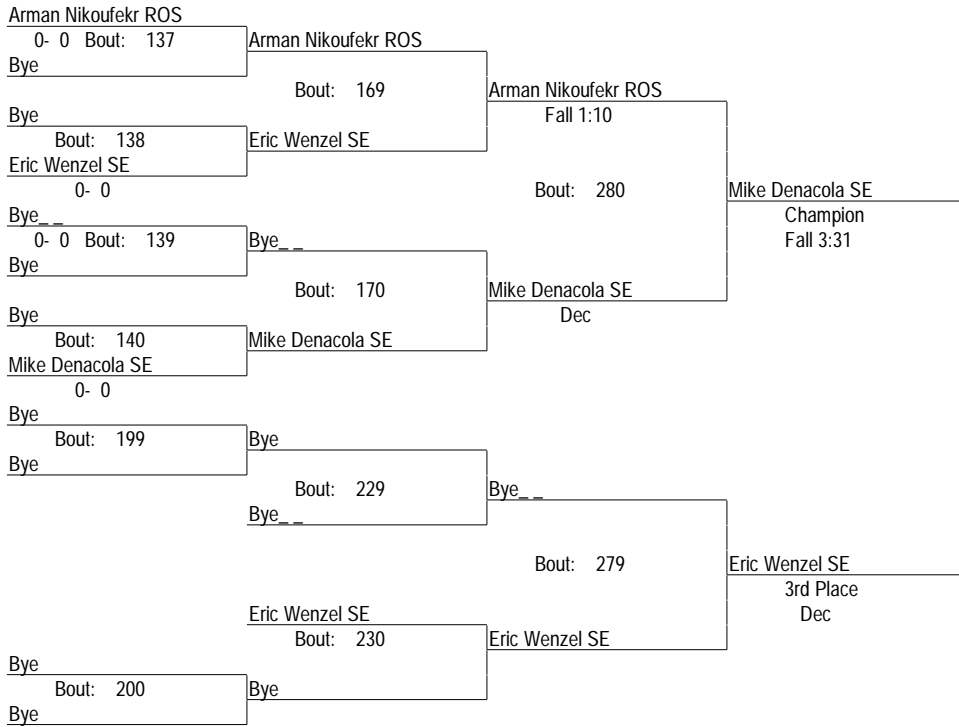 Arman Nikoufekr ROS
0- 0 Bout: 137 Arman Nikoufekr ROS
Bye
Bout: 169 Arman Nikoufekr ROS
Bye Fall 1:10
Bout: 138 Eric Wenzel SE
Eric Wenzel SE
0- 0 Bout: 280 Mike Denacola SE
Bye_ _ Champion
0- 0 Bout: 139 Bye_ _ Fall 3:31
Bye
Bout: 170 Mike Denacola SE
Bye Dec
Bout: 140 Mike Denacola SE
Mike Denacola SE
0- 0
Bye
Bout: 199 Bye
Bye
Bout: 229 Bye_ _
Bye_ _
Bout: 279 Eric Wenzel SE
3rd Place
Eric Wenzel SE Dec
Bout: 230 Eric Wenzel SE
Bye
Bout: 200 Bye
Bye